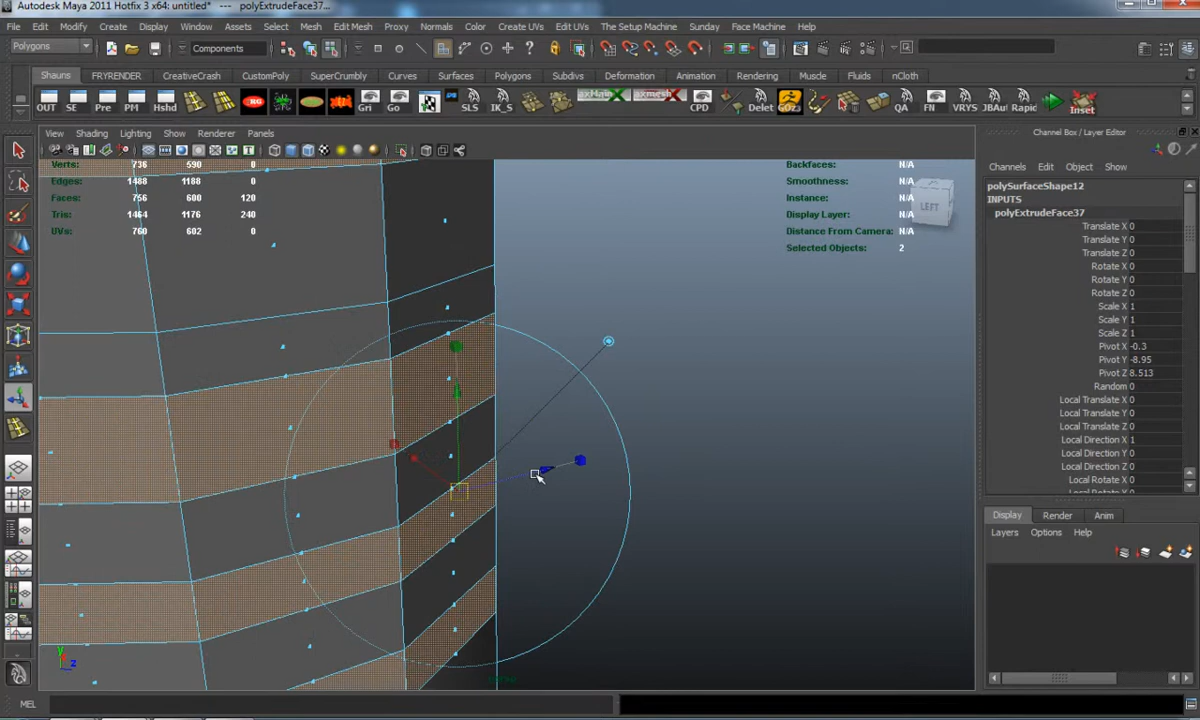 Autodesk Maya 2011 Hotfix 3 x64: untitled* --- polyExtrudeFace37...
File Edit Modify Create Display Window Assets Select Mesh Edit Mesh Proxy Normals Color Create UVs Edit UVs The Setup Machine Sunday Face Machine Help
Polygons Components
Shauns FRYRENDER CreativeCrash CustomPoly SuperCrumbly Curves Surfaces Polygons Subdivs Deformation Animation Rendering Muscle Fluids nCloth
OUT SE Pre PM Hshd Gri Go SLS IK_S CPD Delet GOz3 QA FN VRYS JBAu Rapic Inset
View Shading Lighting Show Renderer Panels
Channel Box / Layer Editor
Verts: 736 590 0
Edges: 1488 1188 0
Faces: 756 600 120
Tris: 1464 1176 240
UVs: 760 602 0
Backfaces: N/A
Smoothness: N/A
Instance: N/A
Display Layer: N/A
Distance From Camera: N/A
Selected Objects: 2
LEFT
Channels Edit Object Show
polySurfaceShape12
INPUTS
polyExtrudeFace37
Translate X 0
Translate Y 0
Translate Z 0
Rotate X 0
Rotate Y 0
Rotate Z 0
Scale X 1
Scale Y 1
Scale Z 1
Pivot X -0.3
Pivot Y -8.95
Pivot Z 8.513
Random 0
Local Translate X 0
Local Translate Y 0
Local Translate Z 0
Local Direction X 1
Local Direction Y 0
Local Direction Z 0
Local Rotate X 0
Local Rotate Y 0
Display Render Anim
Layers Options Help
y
z
MEL